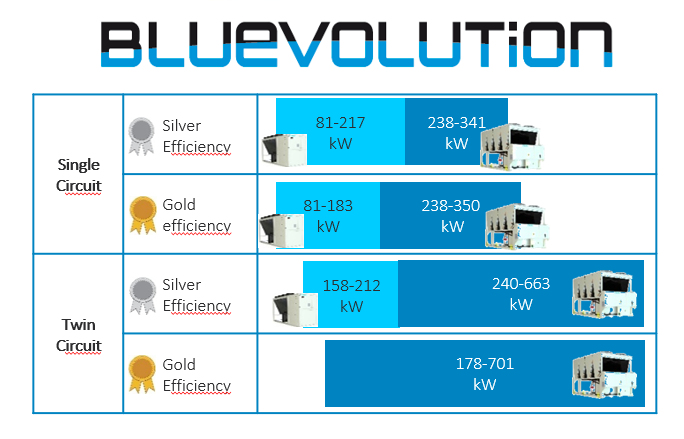 BLUEVOLUTION
Single
Circuit
Silver
Efficiency
81-217
kW
238-341
kW
Gold
efficiency
81-183
kW
238-350
kW
Twin
Circuit
Silver
Efficiency
158-212
kW
240-663
kW
Gold
Efficiency
178-701
kW